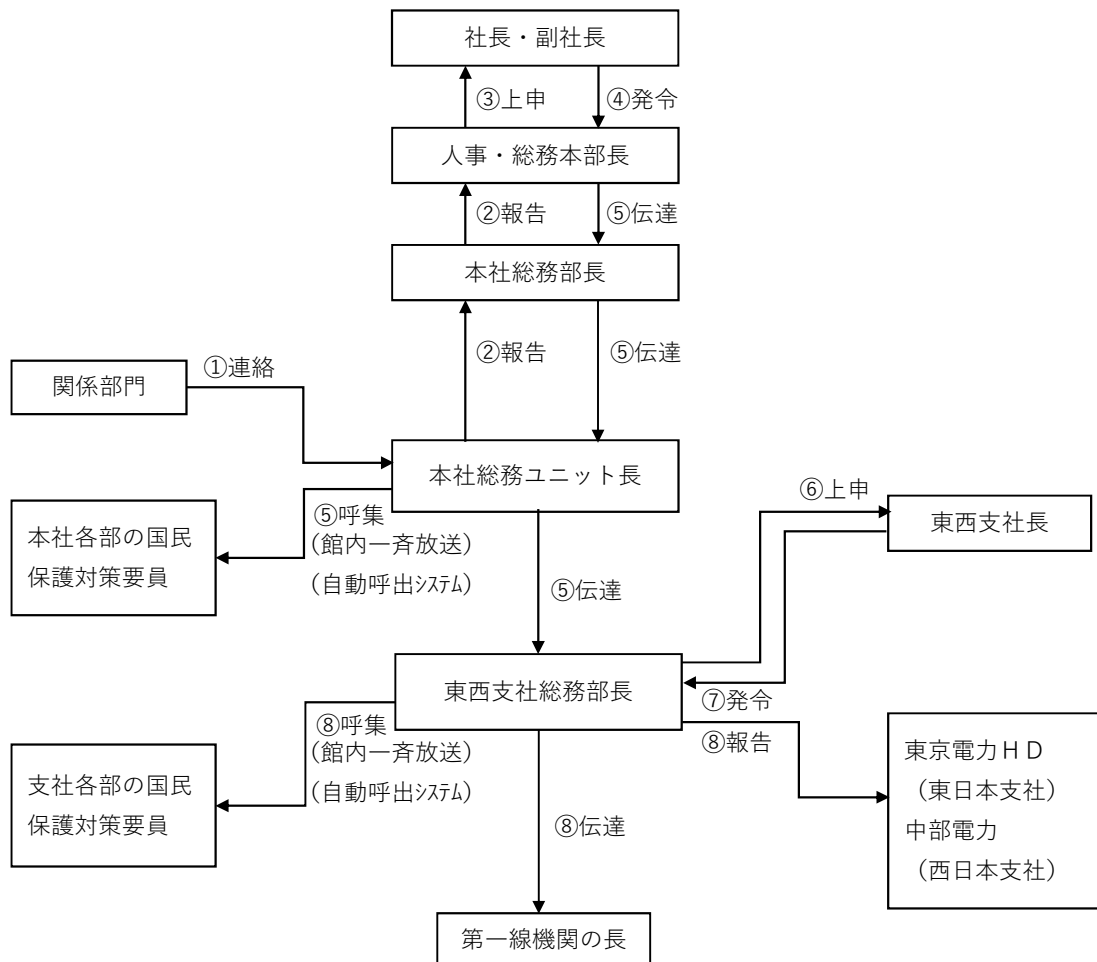 社長・副社長
③上申
④発令
人事・総務本部長
②報告
⑤伝達
本社総務部長
②報告
⑤伝達
①連絡
関係部門
本社総務ユニット長
⑤呼集
(館内一斉放送)
(自動呼出ｼｽﾃﾑ)
本社各部の国民
保護対策要員
⑥上申
東西支社長
⑤伝達
東西支社総務部長
⑦発令
⑧報告
⑧呼集
(館内一斉放送)
(自動呼出ｼｽﾃﾑ)
支社各部の国民
保護対策要員
東京電力ＨＤ
（東日本支社）
中部電力
（西日本支社）
⑧伝達
第一線機関の長